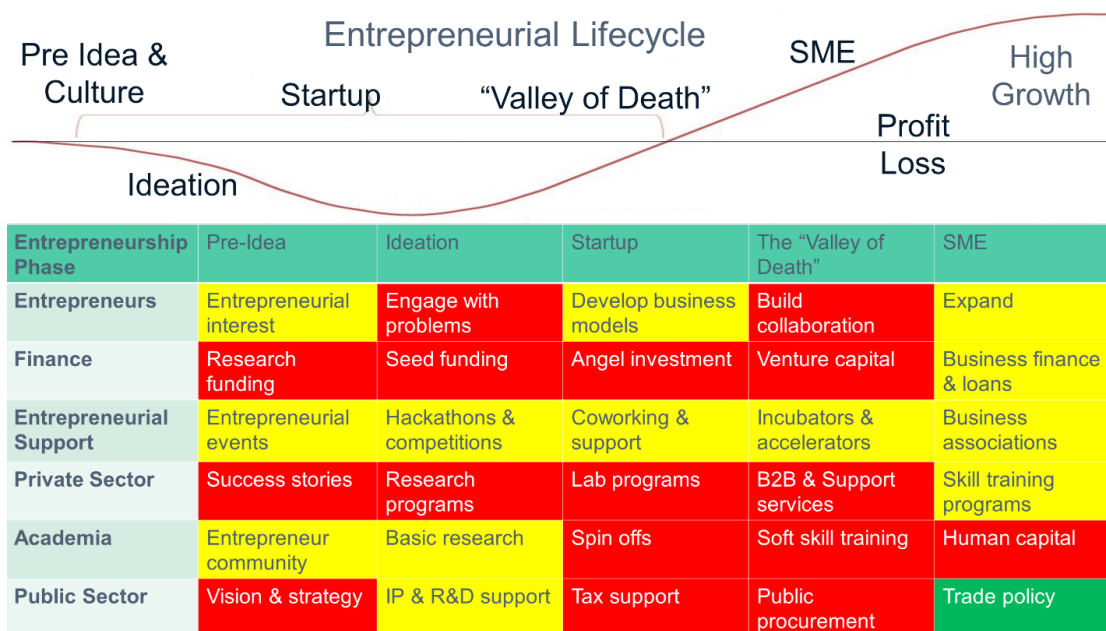 Entrepreneurial Lifecycle
Pre Idea &
Culture
Startup
“Valley of Death”
SME
High
Growth
Profit
Loss
Ideation
Entrepreneurship
Phase
Pre-Idea
Ideation
Startup
The “Valley of
Death”
SME
Entrepreneurs
Entrepreneurial
interest
Engage with
problems
Develop business
models
Build
collaboration
Expand
Finance
Research
funding
Seed funding
Angel investment
Venture capital
Business finance
& loans
Entrepreneurial
Support
Entrepreneurial
events
Hackathons &
competitions
Coworking &
support
Incubators &
accelerators
Business
associations
Private Sector
Success stories
Research
programs
Lab programs
B2B & Support
services
Skill training
programs
Academia
Entrepreneur
community
Basic research
Spin offs
Soft skill training
Human capital
Public Sector
Vision & strategy
IP & R&D support
Tax support
Public
procurement
Trade policy